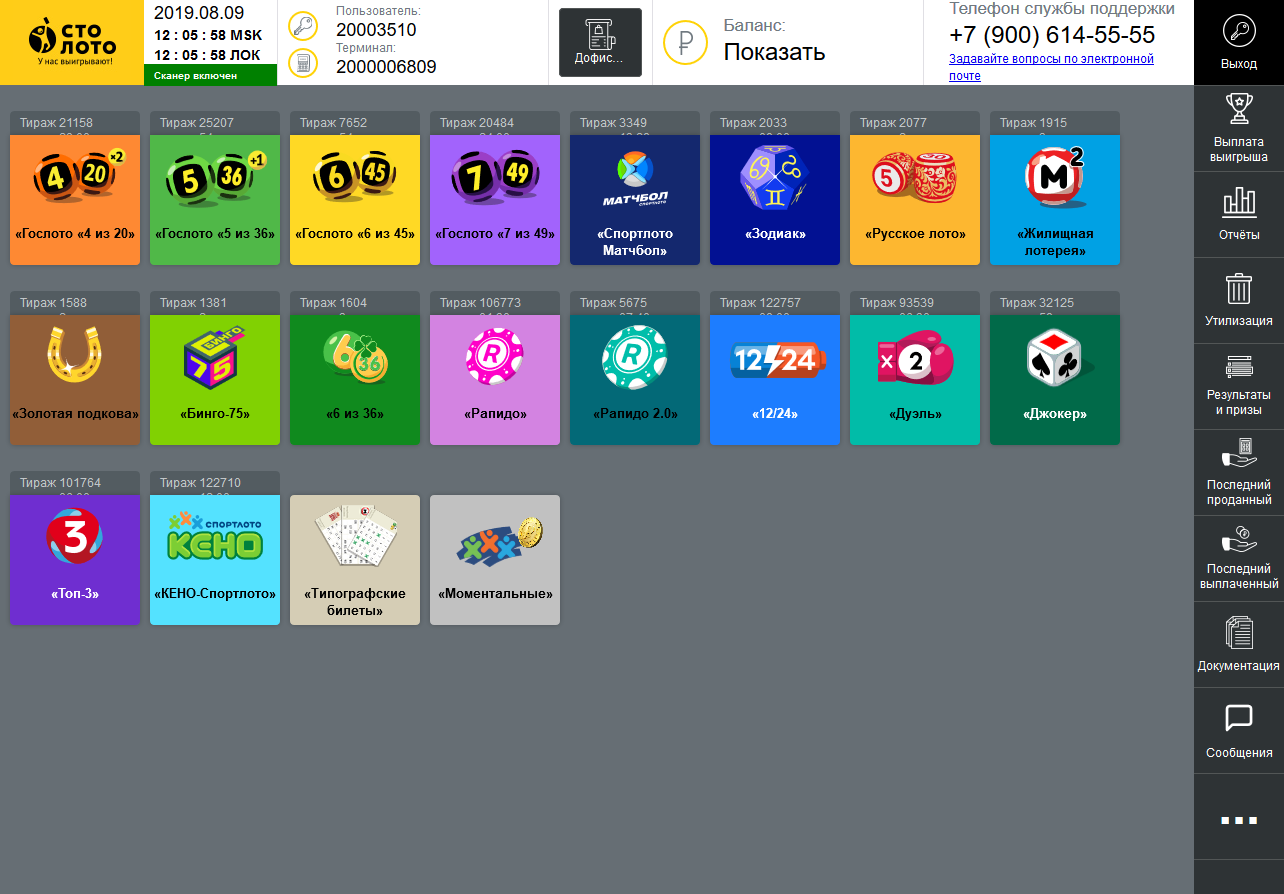 СТО
ЛОТО
У нас выигрывают!
2019.08.09
12 : 05 : 58 MSK
12 : 05 : 58 ЛОК
Сканер включен
Пользователь:
20003510
Терминал:
2000006809
Дофис...
Баланс:
Показать
Телефон службы поддержки
+7 (900) 614-55-55
Задавайте вопросы по электронной
почте
Выход
Тираж 21158
Тираж 25207
Тираж 7652
Тираж 20484
Тираж 3349
Тираж 2033
Тираж 2077
Тираж 1915
4 20 x2
5 36 +1
6 45
7 49
МАТЧБОЛ
СПОРТЛОТО
5
М 2
«Гослото «4 из 20»
«Гослото «5 из 36»
«Гослото «6 из 45»
«Гослото «7 из 49»
«Спортлото
Матчбол»
«Зодиак»
«Русское лото»
«Жилищная
лотерея»
Тираж 1588
Тираж 1381
Тираж 1604
Тираж 106773
Тираж 5675
Тираж 122757
Тираж 93539
Тираж 32125
БИНГО
75
6 36
R
R
12 24
x 2
«Золотая подкова»
«Бинго-75»
«6 из 36»
«Рапидо»
«Рапидо 2.0»
«12/24»
«Дуэль»
«Джокер»
Тираж 101764
Тираж 122710
3
СПОРТЛОТО
КЕНО
«Топ-3»
«КЕНО-Спортлото»
«Типографские
билеты»
«Моментальные»
Выплата
выигрыша
Отчёты
Утилизация
Результаты
и призы
Последний
проданный
Последний
выплаченный
Документация
Сообщения